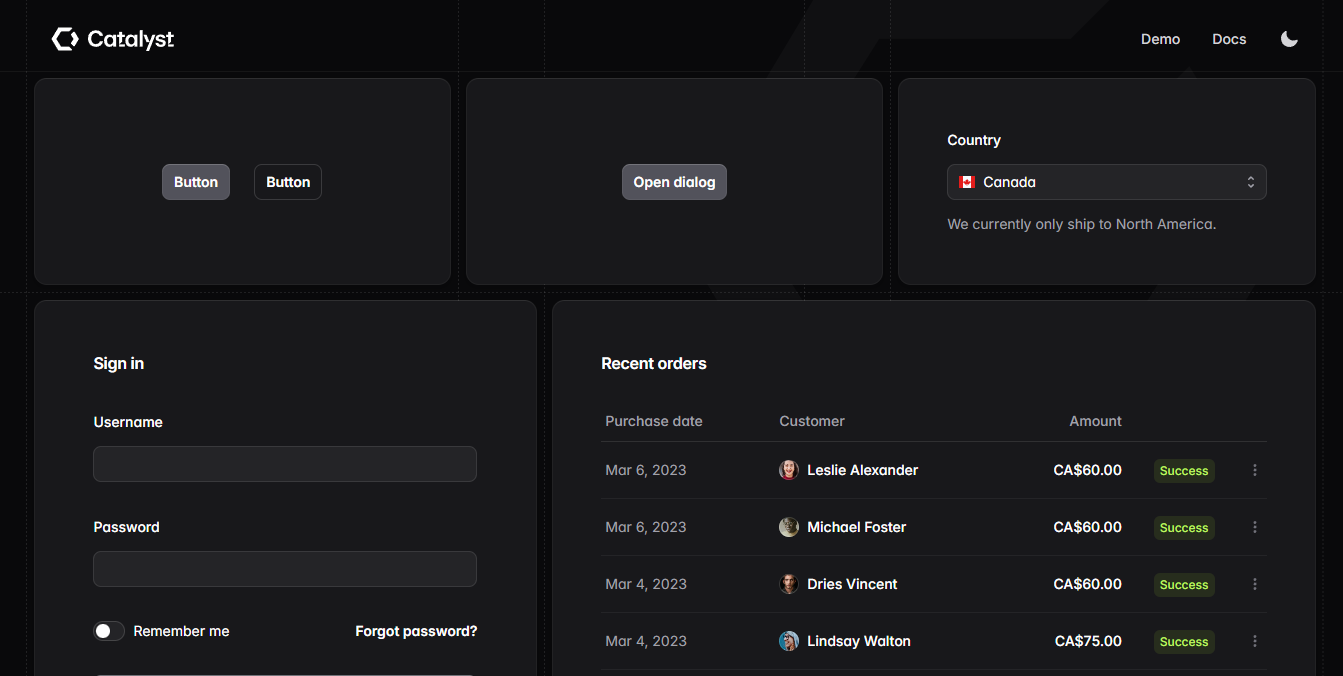 Catalyst
Demo
Docs
Button
Button
Open dialog
Country
Canada
We currently only ship to North America.
Sign in
Username
Password
Remember me
Forgot password?
Recent orders
Purchase date Customer Amount
Mar 6, 2023 Leslie Alexander CA$60.00 Success
Mar 6, 2023 Michael Foster CA$60.00 Success
Mar 4, 2023 Dries Vincent CA$60.00 Success
Mar 4, 2023 Lindsay Walton CA$75.00 Success